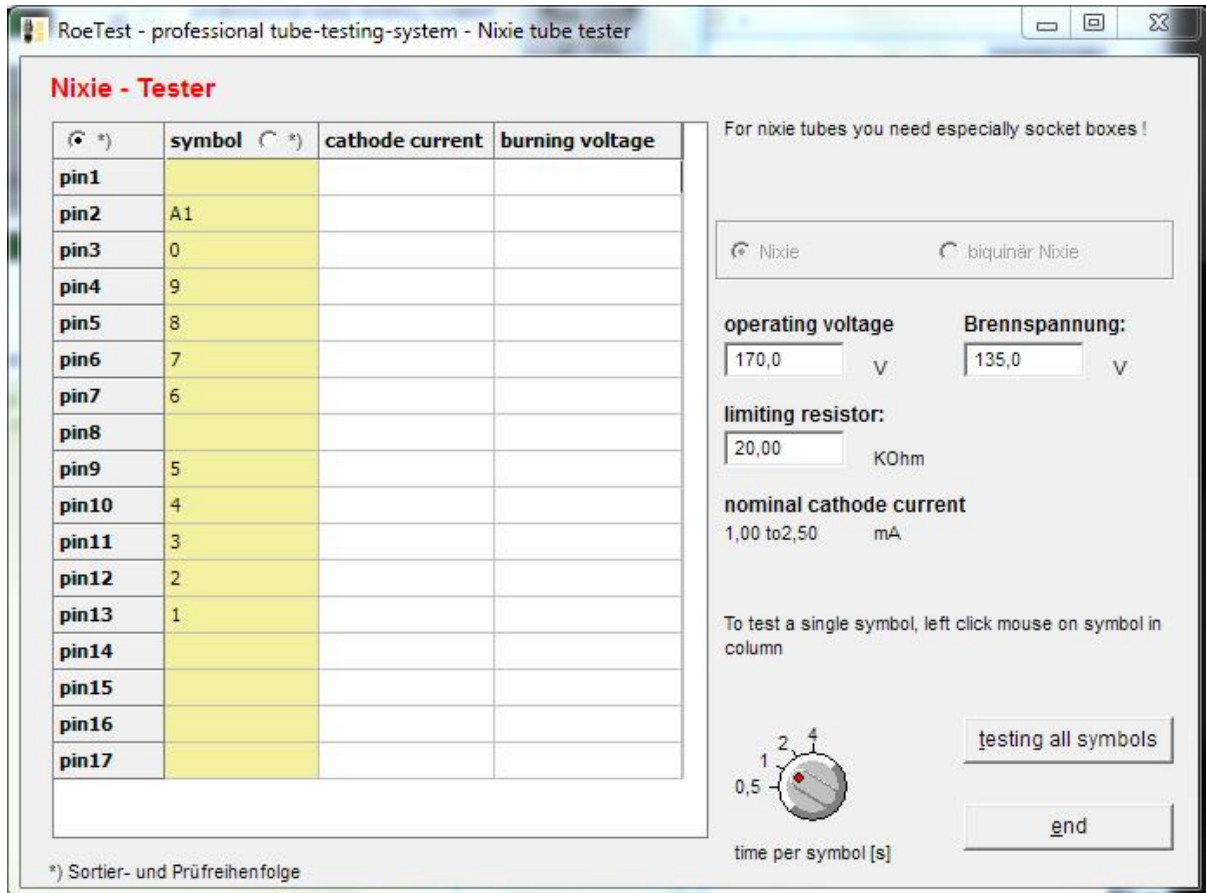 RoeTest - professional tube-testing-system - Nixie tube tester
Nixie - Tester
*) symbol *) cathode current burning voltage
pin1
pin2 A1
pin3 0
pin4 9
pin5 8
pin6 7
pin7 6
pin8
pin9 5
pin10 4
pin11 3
pin12 2
pin13 1
pin14
pin15
pin16
pin17
*) Sortier- und Prüfreihenfolge
For nixie tubes you need especially socket boxes !
Nixie biquinär Nixie
operating voltage Brennspannung:
170,0 V 135,0 V
limiting resistor:
20,00 KOhm
nominal cathode current
1,00 to2,50 mA
To test a single symbol, left click mouse on symbol in
column
0,5 1 2 4
time per symbol [s]
testing all symbols
end